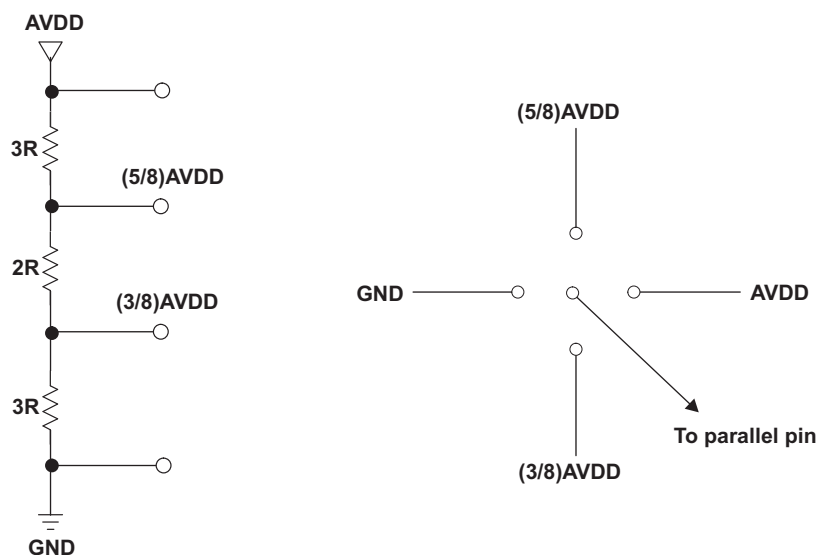 AVDD
3R
(5/8)AVDD
2R
(3/8)AVDD
3R
GND
(5/8)AVDD
GND
AVDD
To parallel pin
(3/8)AVDD